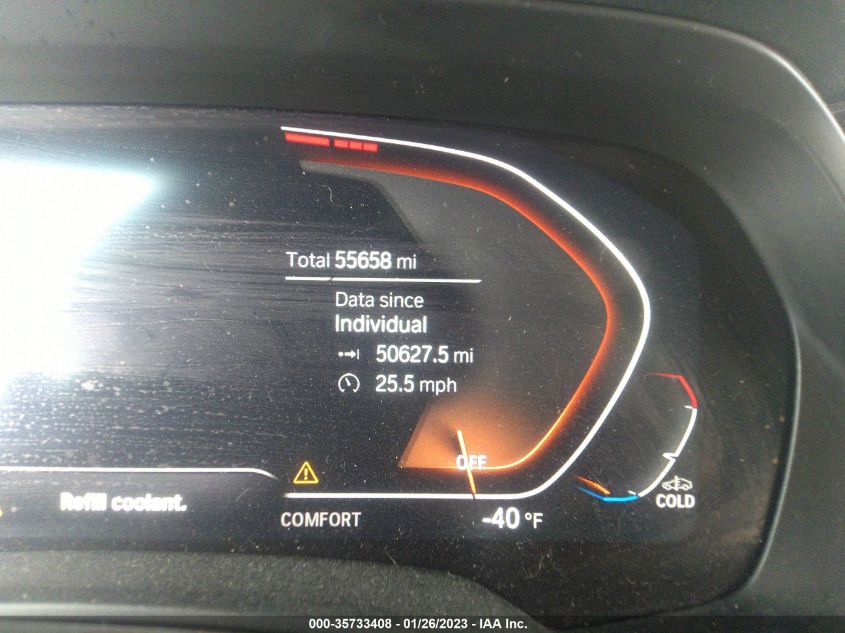 Total 55658 mi
Data since
Individual
50627.5 mi
25.5 mph
OFF
Refill coolant.
COMFORT
-40 °F
COLD
000-35733408 - 01/26/2023 - IAA Inc.